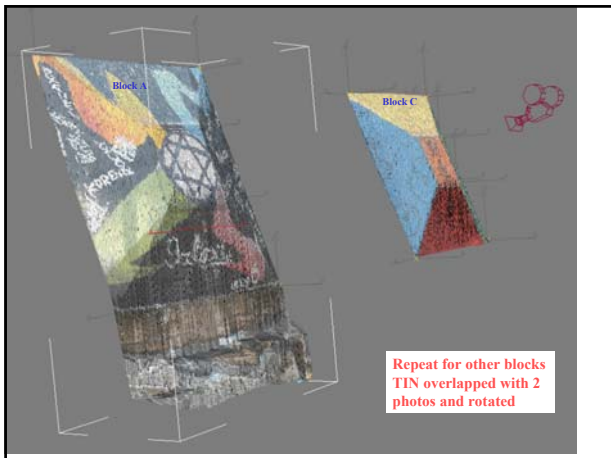 Block A
Block C
Repeat for other blocks
TIN overlapped with 2
photos and rotated